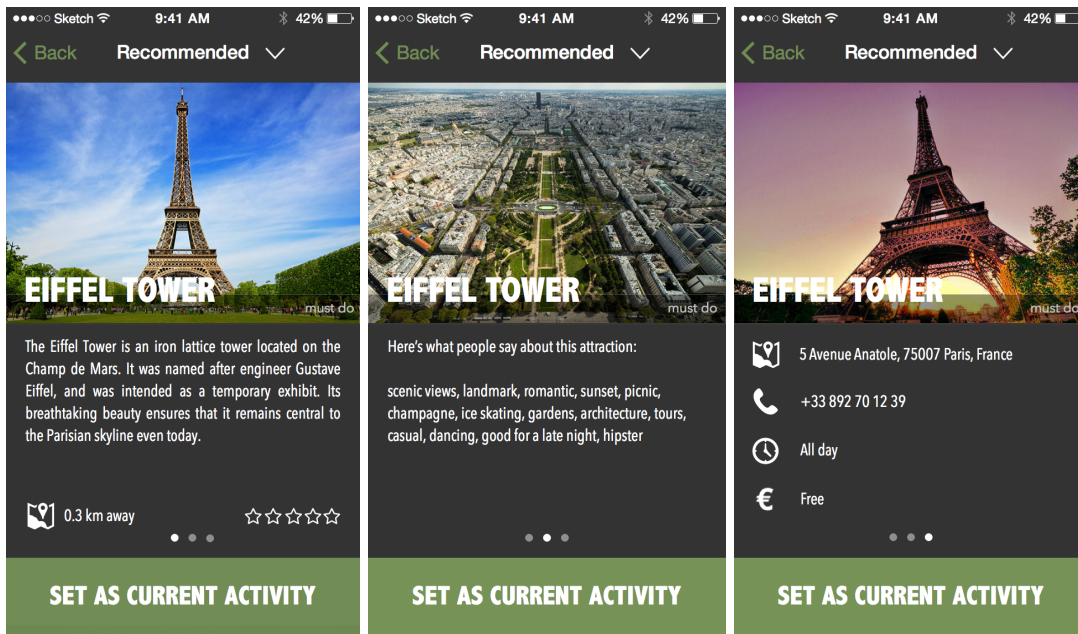 Sketch 9:41 AM 42%
Back Recommended
EIFFEL TOWER
must do
The Eiffel Tower is an iron lattice tower located on the
Champ de Mars. It was named after engineer Gustave
Eiffel, and was intended as a temporary exhibit. Its
breathtaking beauty ensures that it remains central to
the Parisian skyline even today.
0.3 km away
SET AS CURRENT ACTIVITY
Sketch 9:41 AM 42%
Back Recommended
EIFFEL TOWER
must do
Here's what people say about this attraction:
scenic views, landmark, romantic, sunset, picnic,
champagne, ice skating, gardens, architecture, tours,
casual, dancing, good for a late night, hipster
SET AS CURRENT ACTIVITY
Sketch 9:41 AM 42%
Back Recommended
EIFFEL TOWER
must do
5 Avenue Anatole, 75007 Paris, France
+33 892 70 12 39
All day
€ Free
SET AS CURRENT ACTIVITY